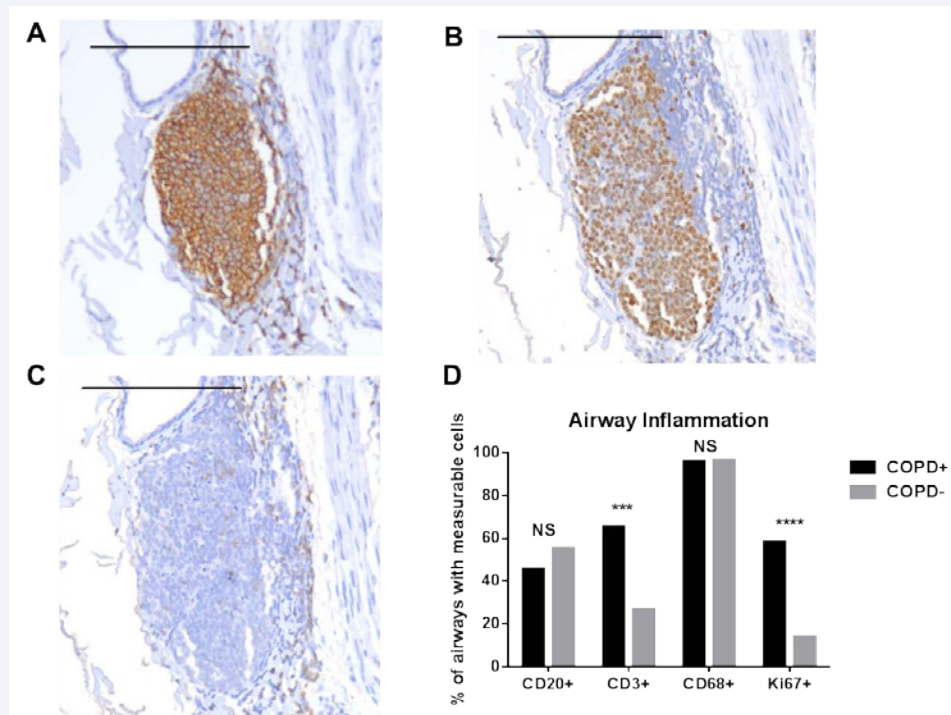 A
B
C
D
Airway Inflammation
% of airways with measurable cells
100
80
60
40
20
0
NS
***
NS
****
CD20+
CD3+
CD68+
Ki67+
COPD+
COPD-